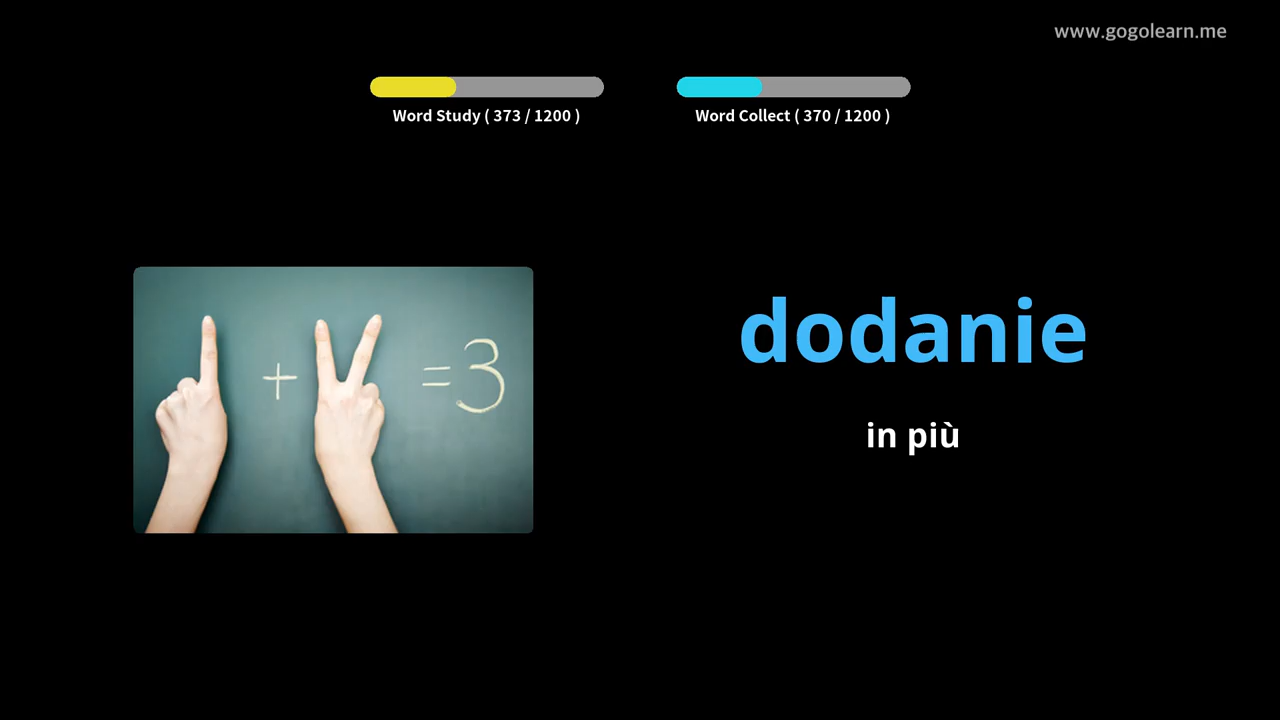 www.gogolearn.me
Word Study ( 373 / 1200 )
Word Collect ( 370 / 1200 )
+ = 3
dodanie
in più